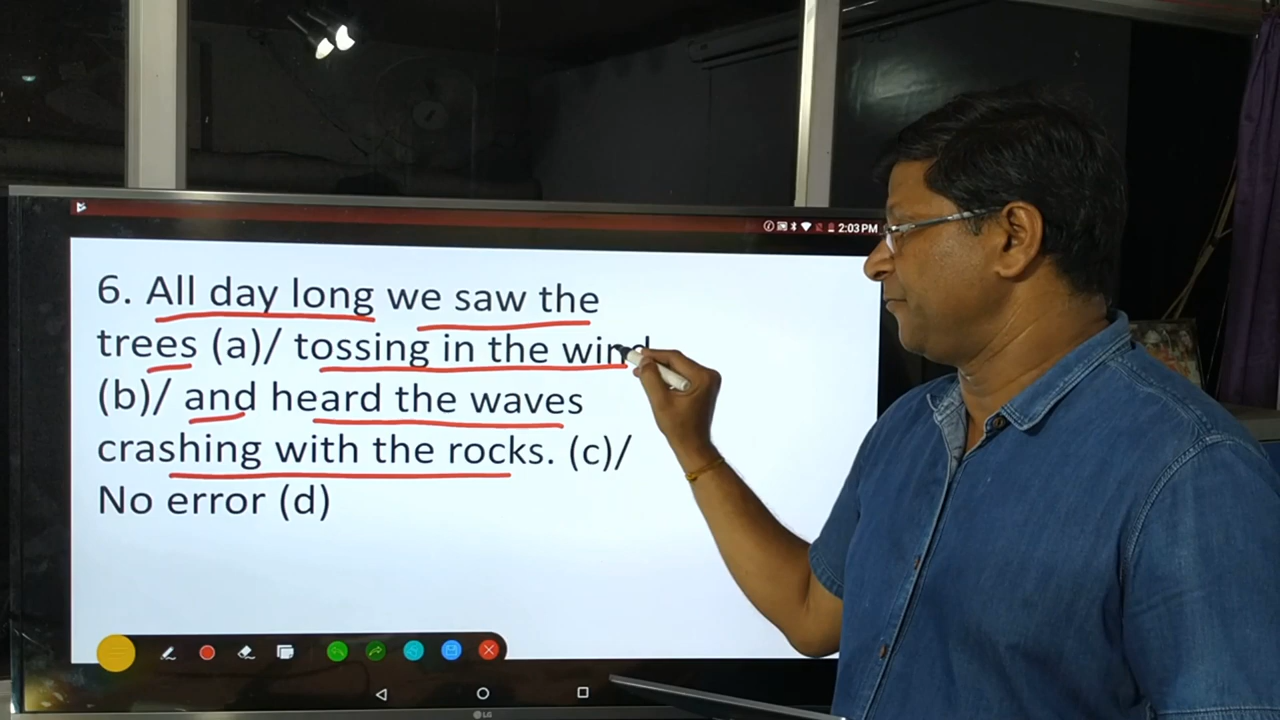 2:03 PM
6. All day long we saw the
trees (a)/ tossing in the wind
(b)/ and heard the waves
crashing with the rocks. (c)/
No error (d)
LG